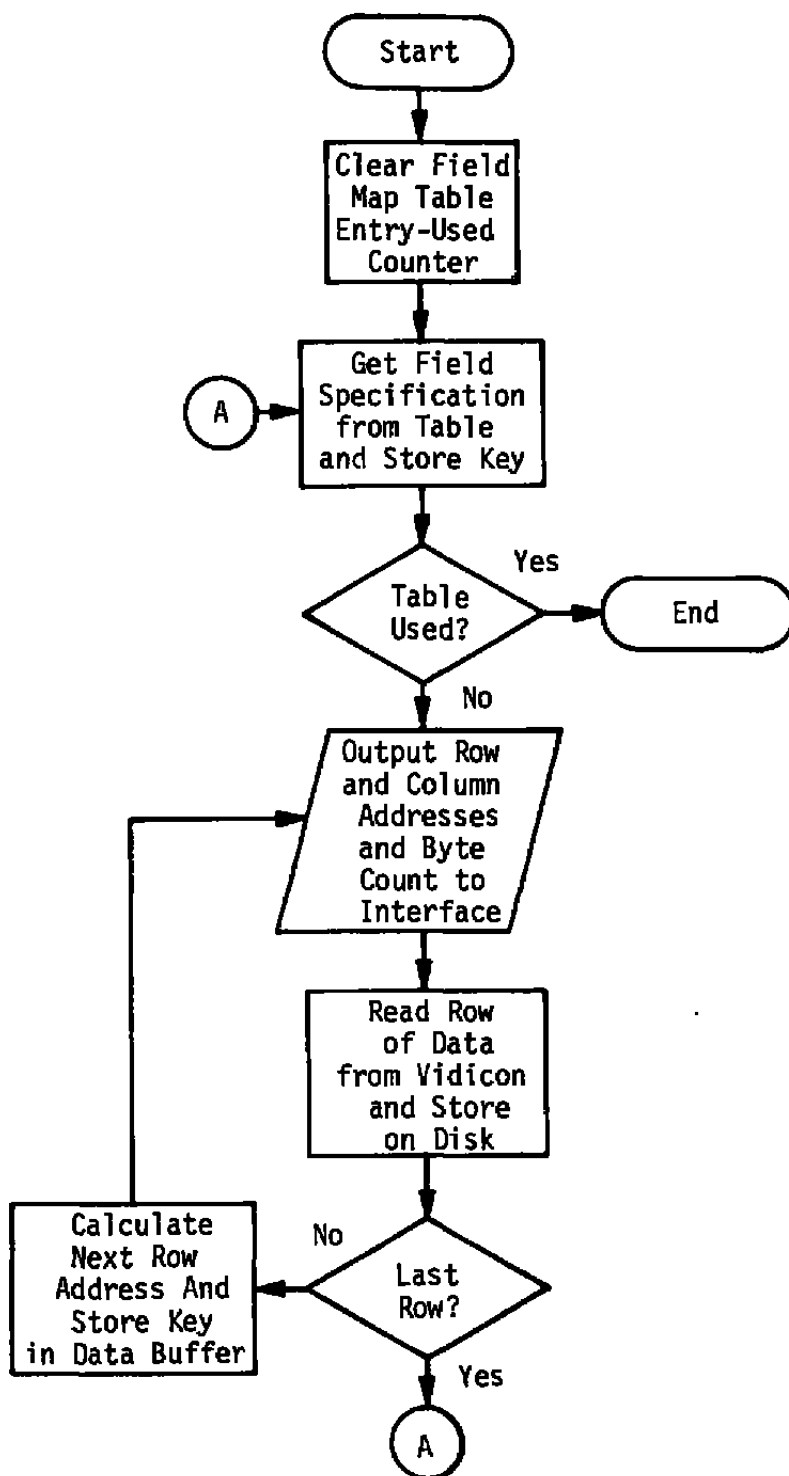 Start
Clear Field
Map Table
Entry-Used
Counter
Get Field
Specification
from Table
and Store Key
A
Yes
Table
Used?
End
No
Output Row
and Column
Addresses
and Byte
Count to
Interface
Read Row
of Data
from Vidicon
and Store
on Disk
Calculate
Next Row
Address And
Store Key
in Data Buffer
No
Last
Row?
Yes
A